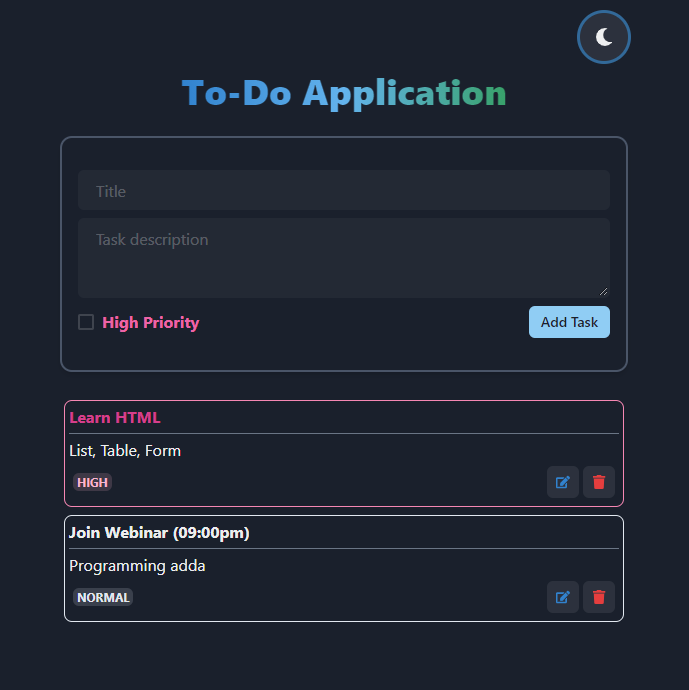 To-Do Application
Title
Task description
High Priority
Add Task
Learn HTML
List, Table, Form
HIGH
Join Webinar (09:00pm)
Programming adda
NORMAL